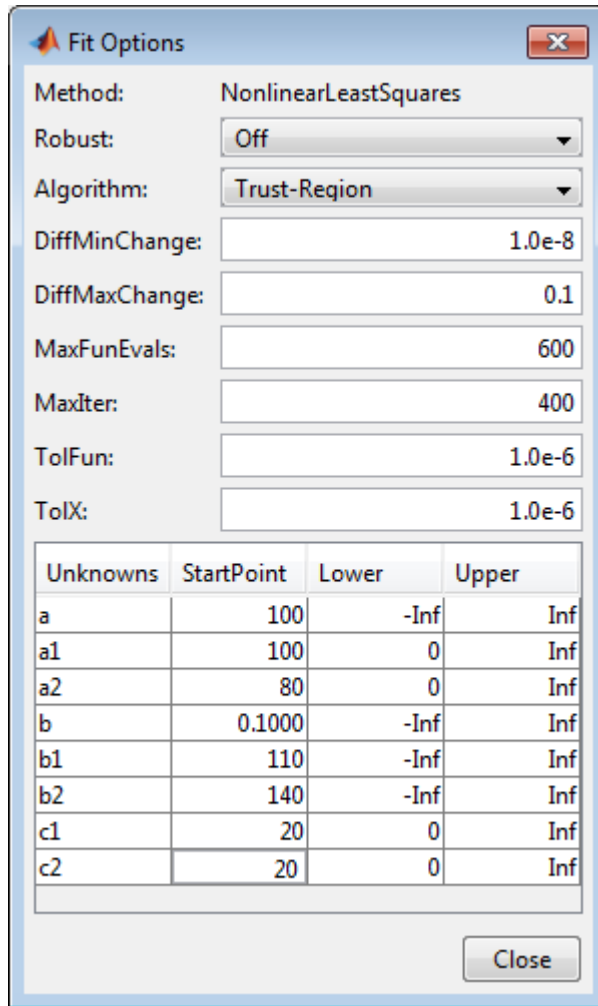 Fit Options
Method: NonlinearLeastSquares
Robust: Off
Algorithm: Trust-Region
DiffMinChange: 1.0e-8
DiffMaxChange: 0.1
MaxFunEvals: 600
MaxIter: 400
TolFun: 1.0e-6
TolX: 1.0e-6
Unknowns StartPoint Lower Upper
a 100 -Inf Inf
a1 100 0 Inf
a2 80 0 Inf
b 0.1000 -Inf Inf
b1 110 -Inf Inf
b2 140 -Inf Inf
c1 20 0 Inf
c2 20 0 Inf
Close